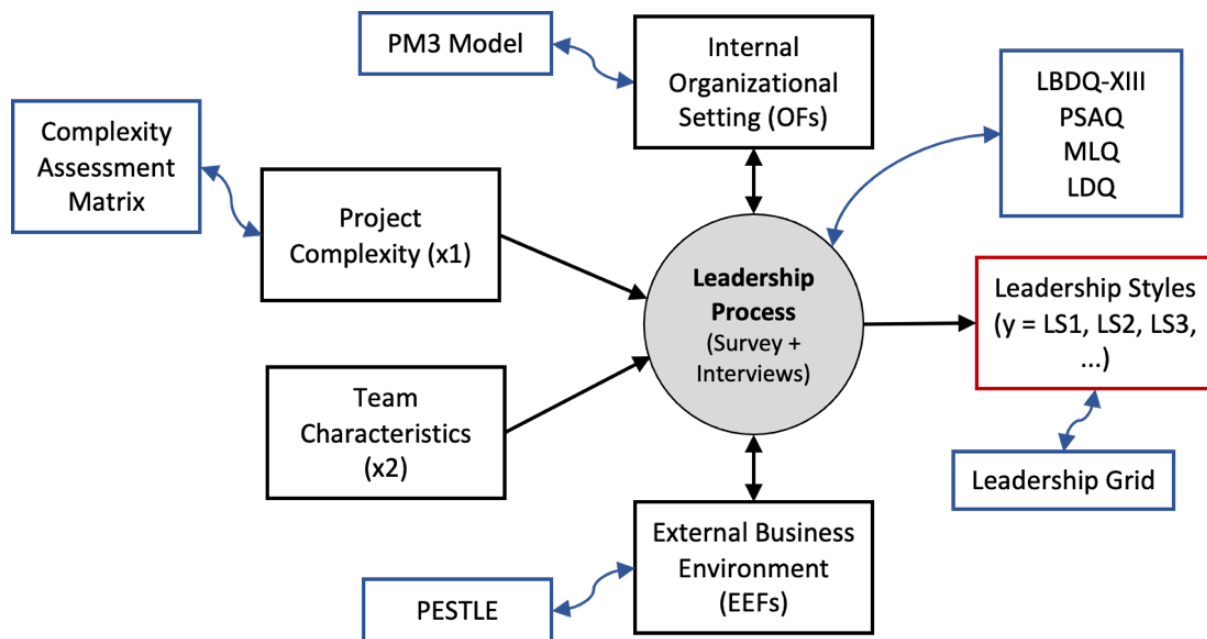 PM3 Model
Internal
Organizational
Setting (OFs)
LBDQ-XIII
PSAQ
MLQ
LDQ
Complexity
Assessment
Matrix
Project
Complexity (x1)
Leadership
Process
(Survey +
Interviews)
Leadership Styles
(y = LS1, LS2, LS3,
...)
Team
Characteristics
(x2)
Leadership Grid
External Business
Environment
(EEFs)
PESTLE